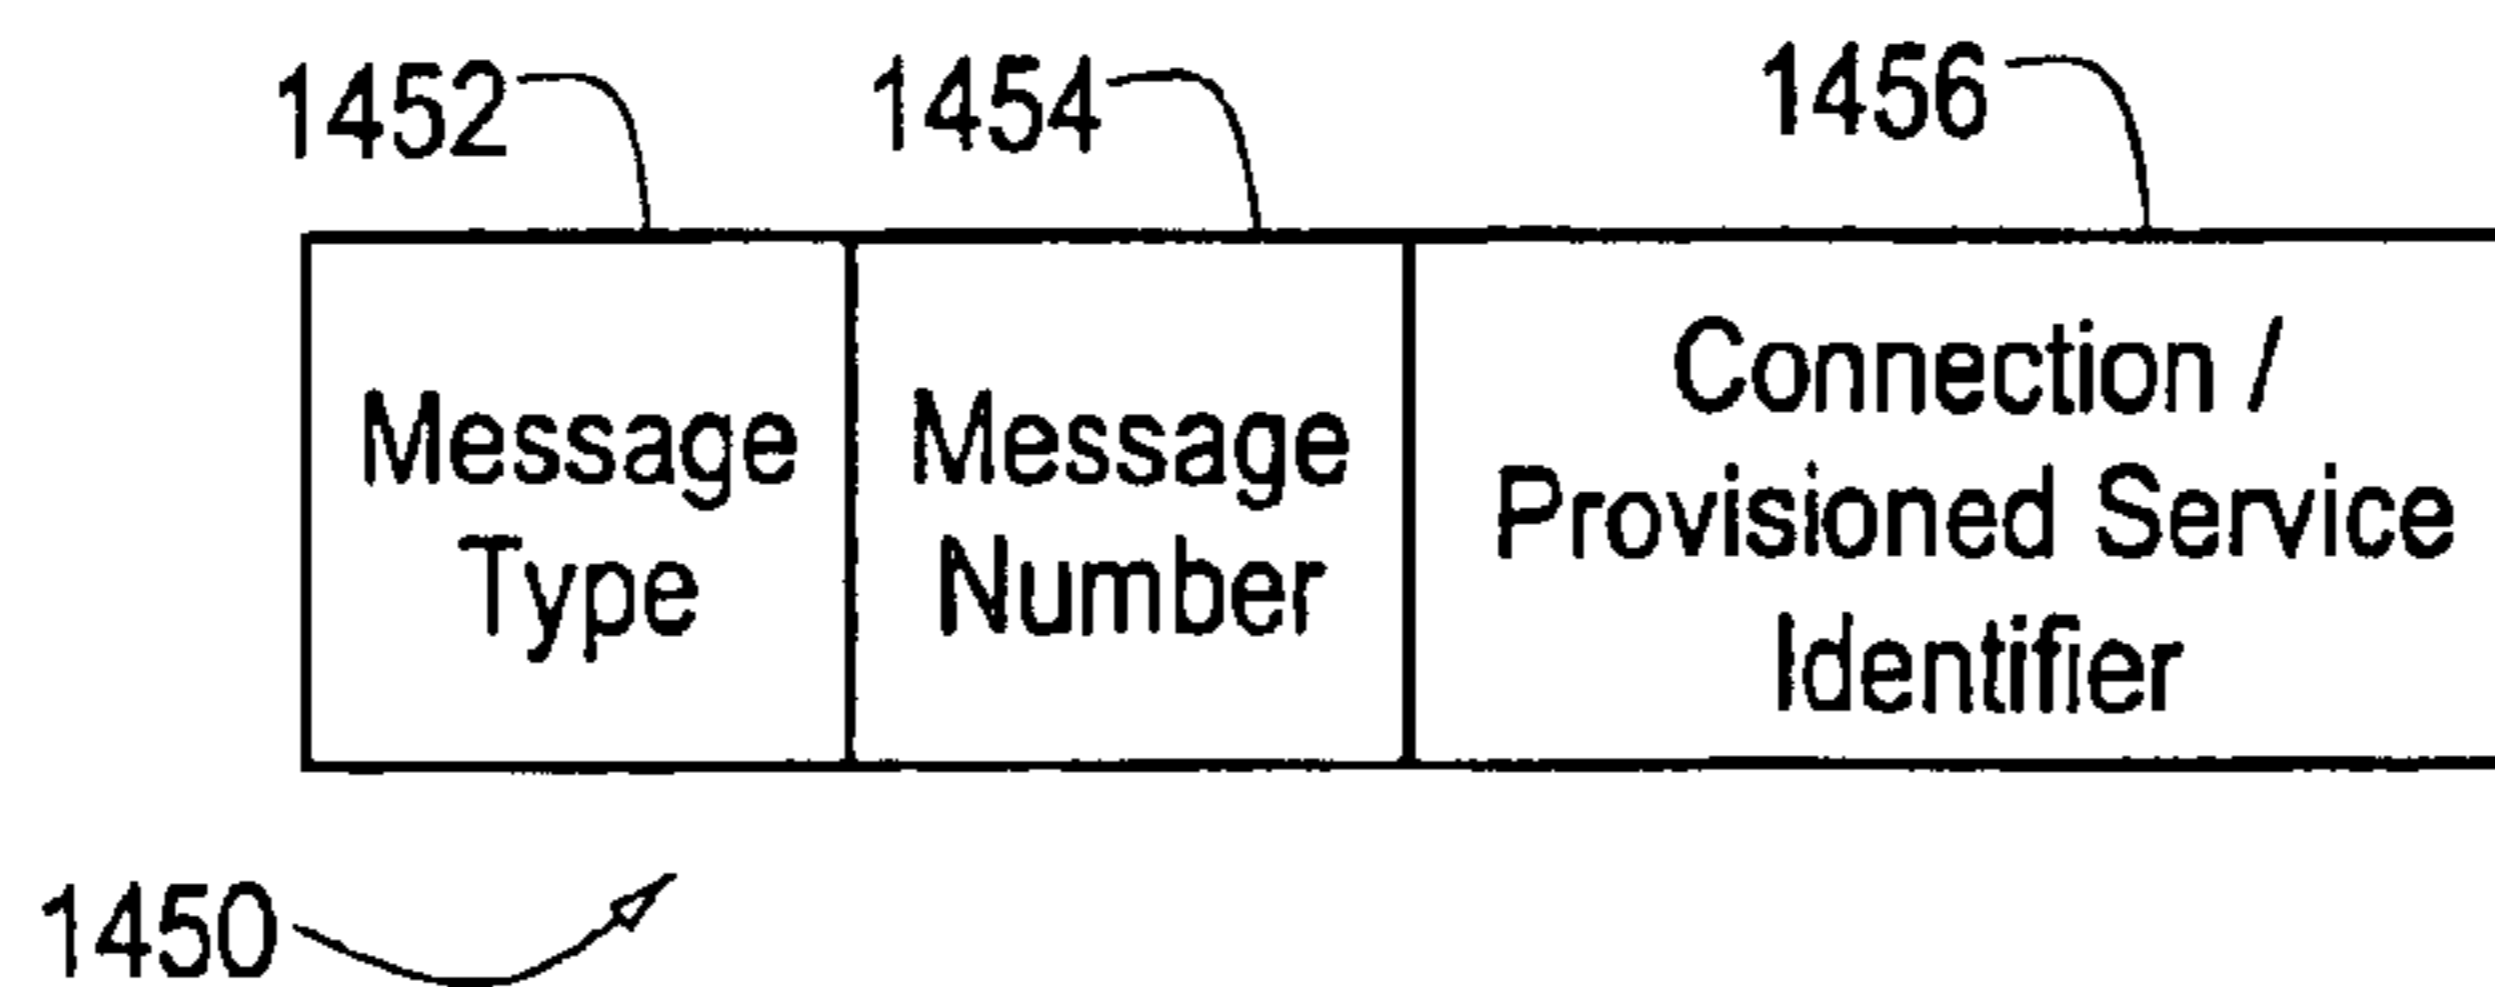 1452 1454 1456
Message Type
Message Number
Connection /
Provisioned Service
Identifier
1450